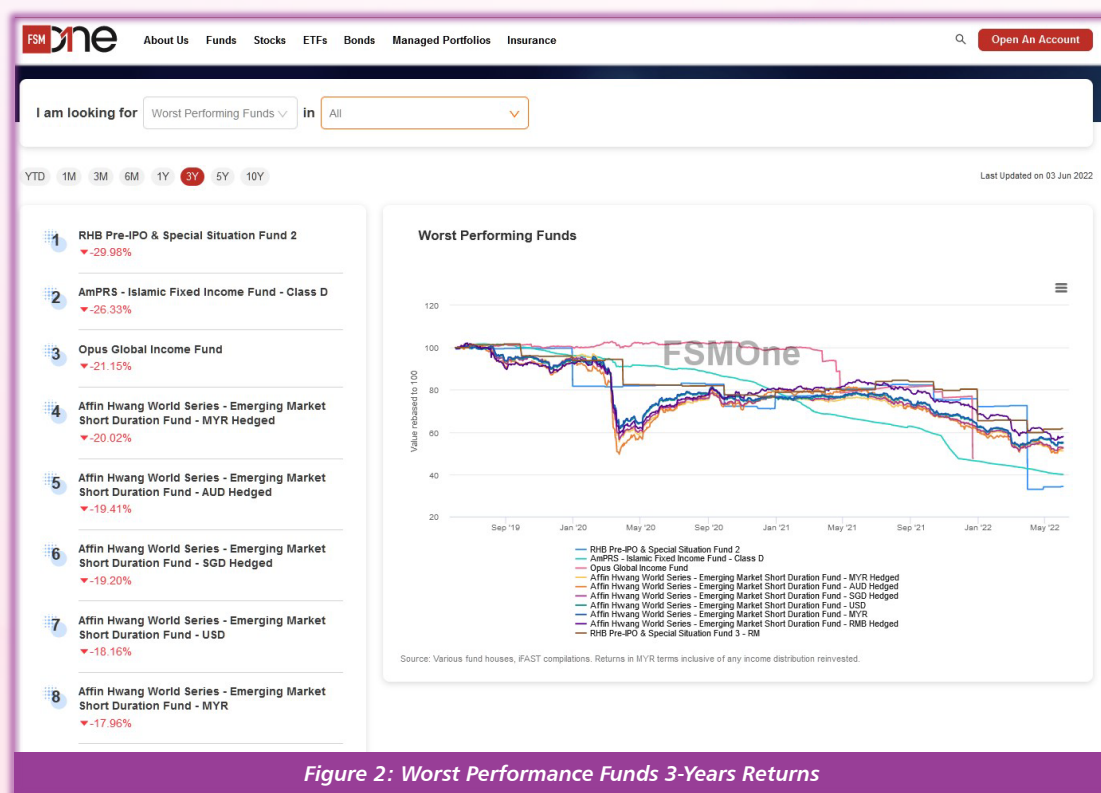 FSM One
About Us Funds Stocks ETFs Bonds Managed Portfolios Insurance
Open An Account
I am looking for Worst Performing Funds in All
YTD 1M 3M 6M 1Y 3Y 5Y 10Y
Last Updated on 03 Jun 2022
1
RHB Pre-IPO & Special Situation Fund 2
-29.98%
2
AmPRS - Islamic Fixed Income Fund - Class D
-26.33%
3
Opus Global Income Fund
-21.15%
4
Affin Hwang World Series - Emerging Market
Short Duration Fund - MYR Hedged
-20.02%
5
Affin Hwang World Series - Emerging Market
Short Duration Fund - AUD Hedged
-19.41%
6
Affin Hwang World Series - Emerging Market
Short Duration Fund - SGD Hedged
-19.20%
7
Affin Hwang World Series - Emerging Market
Short Duration Fund - USD
-18.16%
8
Affin Hwang World Series - Emerging Market
Short Duration Fund - MYR
-17.96%
Worst Performing Funds
FSMOne
Value rebased to 100
120
100
80
60
40
20
Sep '19 Jan '20 May '20 Sep '20 Jan '21 May '21 Sep '21 Jan '22 May '22
RHB Pre-IPO & Special Situation Fund 2
AmPRS - Islamic Fixed Income Fund - Class D
Opus Global Income Fund
Affin Hwang World Series - Emerging Market Short Duration Fund - MYR Hedged
Affin Hwang World Series - Emerging Market Short Duration Fund - AUD Hedged
Affin Hwang World Series - Emerging Market Short Duration Fund - SGD Hedged
Affin Hwang World Series - Emerging Market Short Duration Fund - USD
Affin Hwang World Series - Emerging Market Short Duration Fund - MYR
Affin Hwang World Series - Emerging Market Short Duration Fund - RMB Hedged
RHB Pre-IPO & Special Situation Fund 3 - RM
Source: Various fund houses, iFAST compilations. Returns in MYR terms inclusive of any income distribution reinvested.
Figure 2: Worst Performance Funds 3-Years Returns